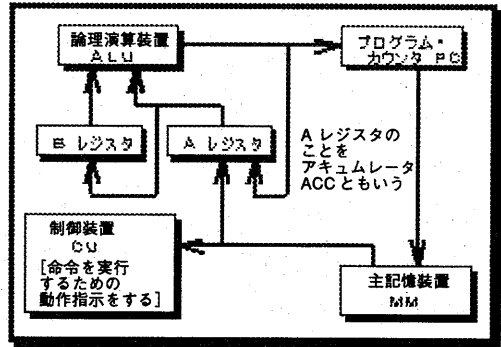 論理演算装置
ALU
プログラム・
カウンタ PC
B レジスタ
A レジスタ
A レジスタの
ことを
アキュムレータ
ACC ともいう
制御装置
CU
[命令を実行
するための
動作指示をする]
主記憶装置
MM